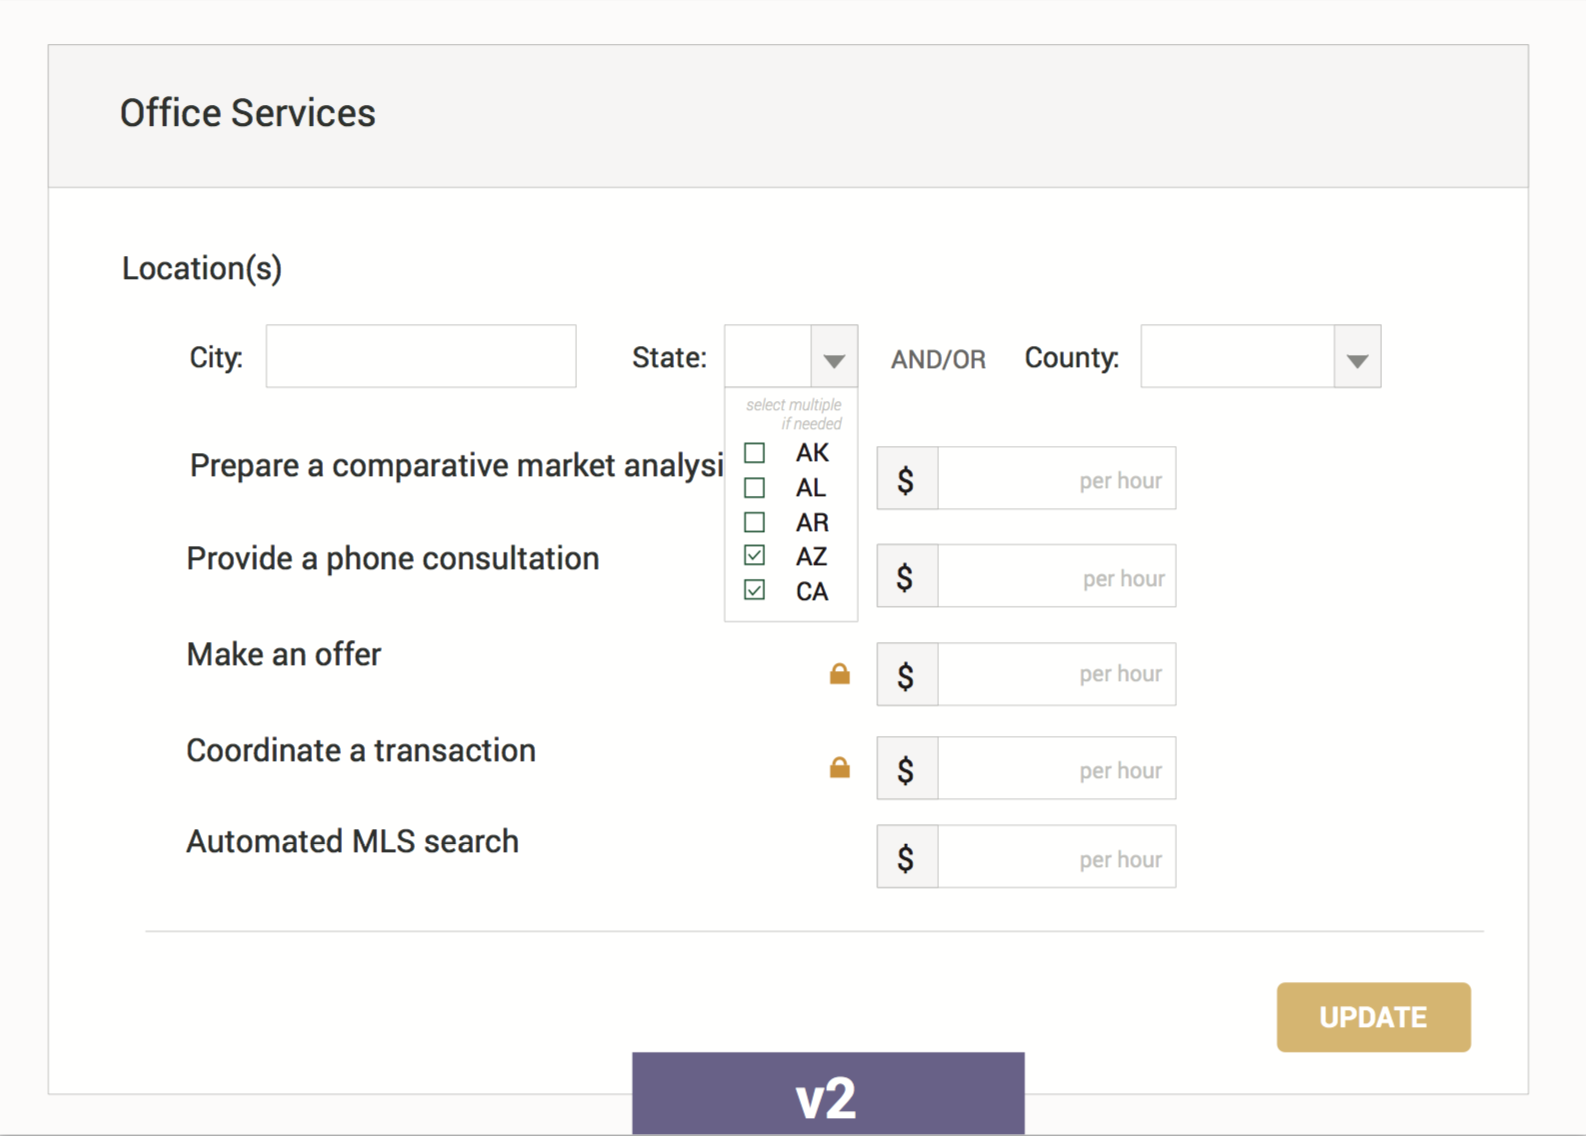 Office Services
Location(s)
City:
State:
AND/OR
County:
select multiple
if needed
AK
AL
AR
AZ
CA
Prepare a comparative market analysi
$
per hour
Provide a phone consultation
$
per hour
Make an offer
$
per hour
Coordinate a transaction
$
per hour
Automated MLS search
$
per hour
UPDATE
v2